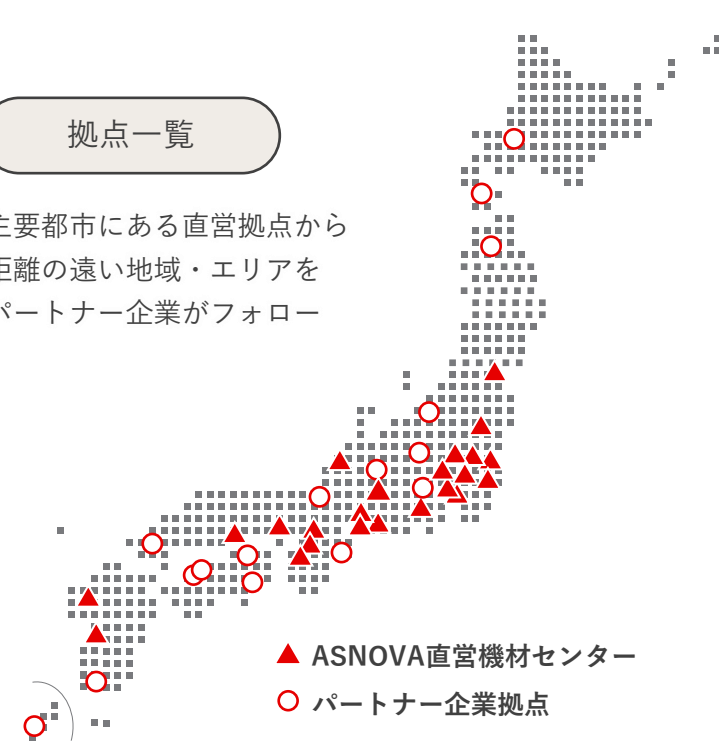 拠点一覧
主要都市にある直営拠点から
距離の遠い地域・エリアを
パートナー企業がフォロー
ASNOVA直営機材センター
パートナー企業拠点